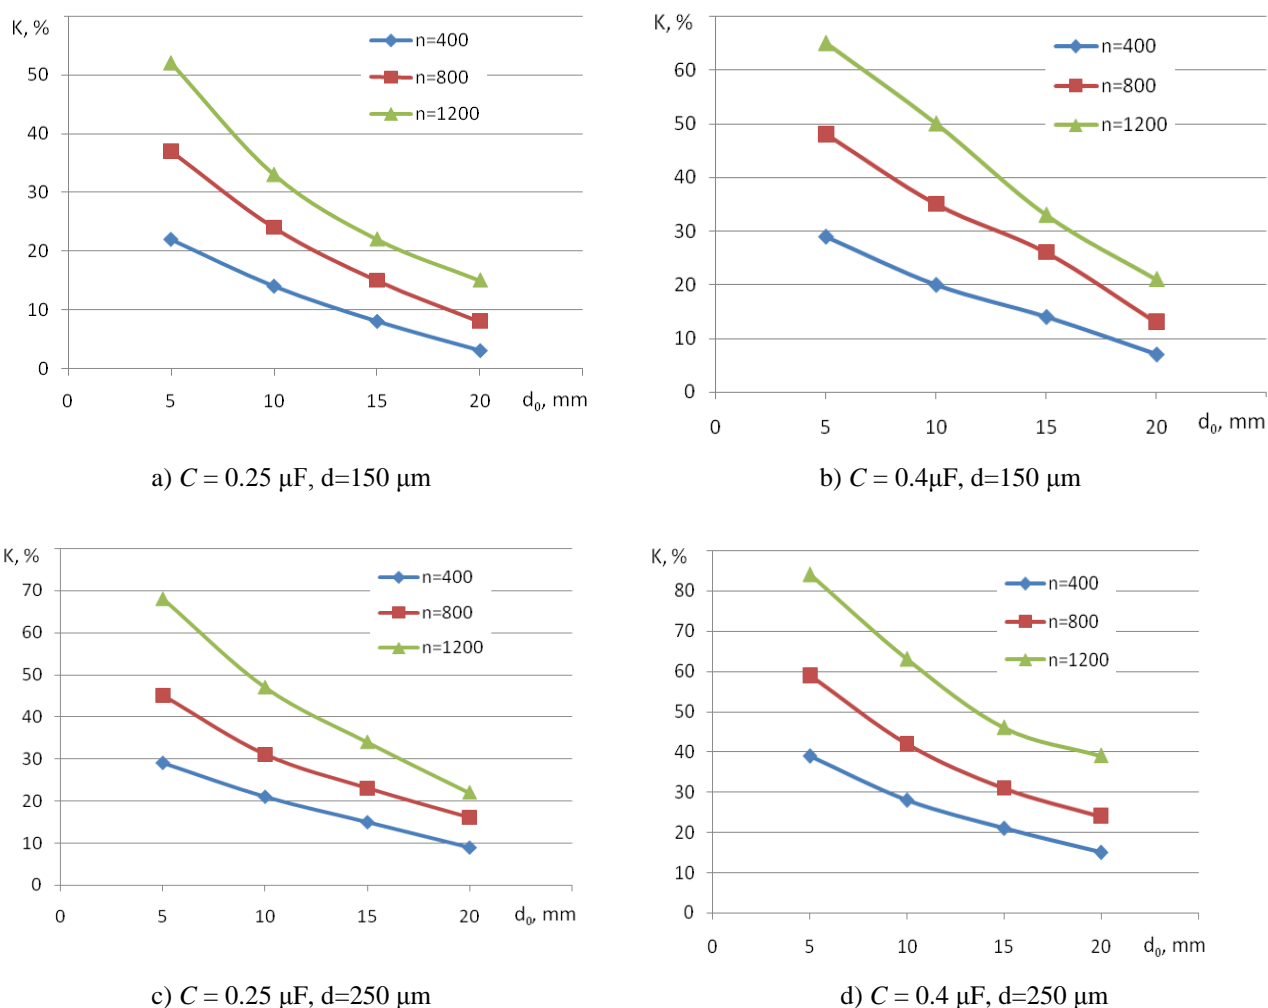 K, %
n=400
n=800
n=1200
50
40
30
20
10
0
0 5 10 15 20 d₀, mm
a) C = 0.25 μF, d=150 μm
K, %
n=400
n=800
n=1200
60
50
40
30
20
10
0
0 5 10 15 20 d₀, mm
b) C = 0.4μF, d=150 μm
K, %
n=400
n=800
n=1200
70
60
50
40
30
20
10
0
0 5 10 15 20 d₀, mm
c) C = 0.25 μF, d=250 μm
K, %
n=400
n=800
n=1200
80
70
60
50
40
30
20
10
0
0 5 10 15 20 d₀, mm
d) C = 0.4 μF, d=250 μm